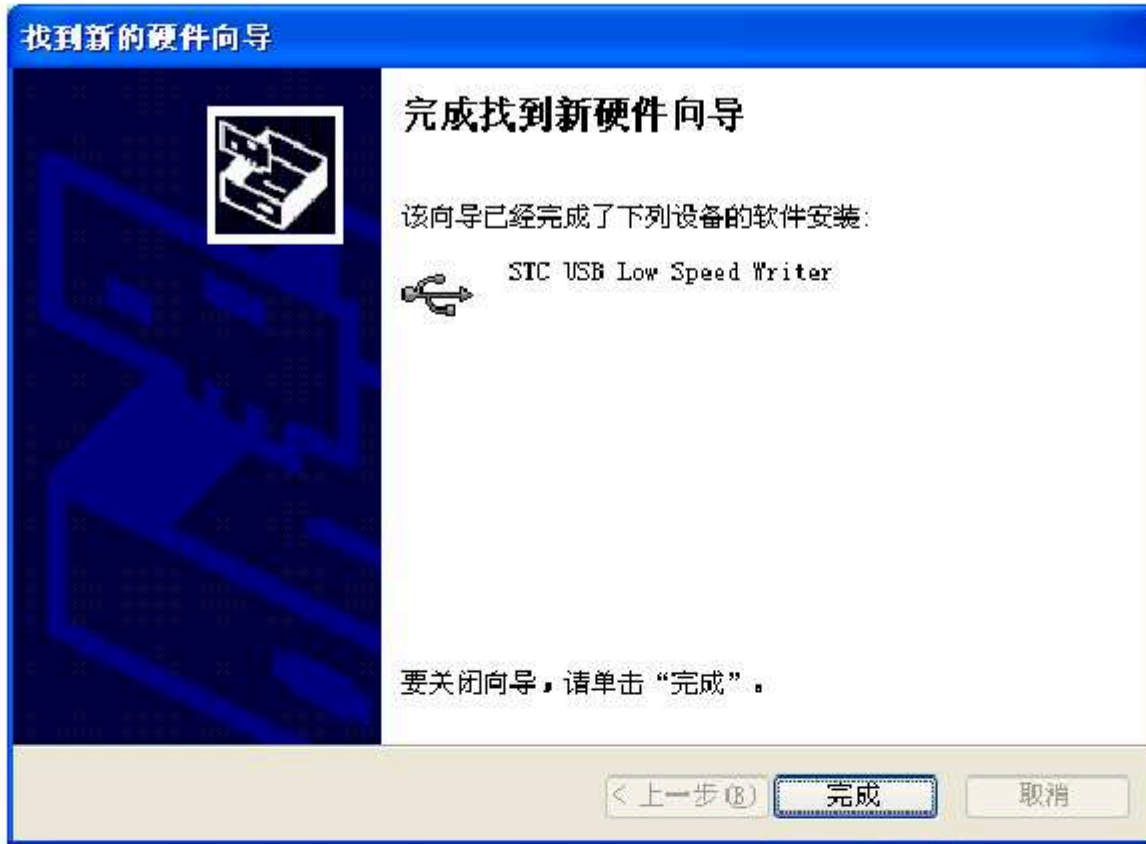 找到新的硬件向导
完成找到新硬件向导
该向导已经完成了下列设备的软件安装:
STC USB Low Speed Writer
要关闭向导，请单击“完成”。
< 上一步(B)
完成
取消